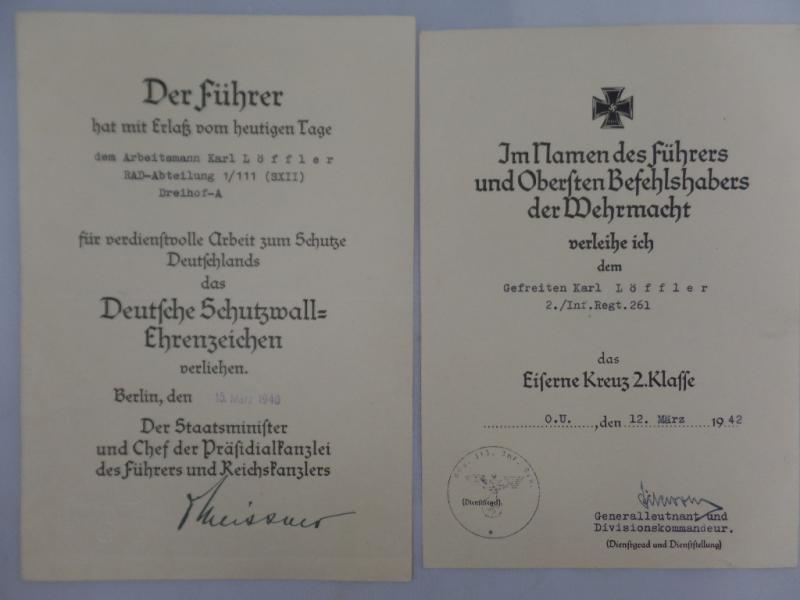 Der Führer
hat mit Erlaß vom heutigen Tage
dem Arbeitsmann Karl L ö f f l e r
RAD-Abteilung 1/111 (SXII)
Dreihof-A
für verdienstvolle Arbeit zum Schutze
Deutschlands
das
Deutsche Schutzwall=
Ehrenzeichen
verliehen.
Berlin, den 15. März 1940
Der Staatsminister
und Chef der Präsidialkanzlei
des Führers und Reichskanzlers
Meissner
Im Namen des Führers
und Obersten Befehlshabers
der Wehrmacht
verleihe ich
dem
Gefreiten Karl L ö f f l e r
2./Inf.Regt.261
das
Eiserne Kreuz 2.Klasse
O.U. , den 12. März 1942
(Dienstsiegel)
Generalleutnant und
Divisionskommandeur.
(Dienstgrad und Dienststellung)